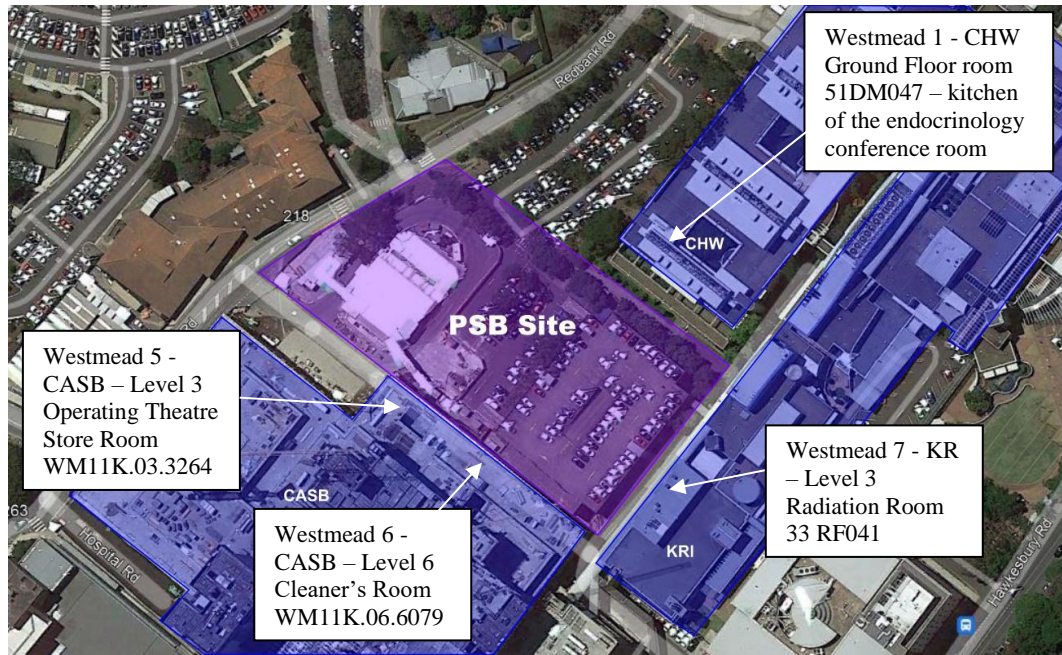 Westmead 1 - CHW
Ground Floor room
51DM047 – kitchen
of the endocrinology
conference room
Redbank Rd
218
CHW
PSB Site
Rd
Westmead 5 -
CASB – Level 3
Operating Theatre
Store Room
WM11K.03.3264
Westmead 7 - KR
– Level 3
Radiation Room
33 RF041
CASB
263
Hospital Rd
Westmead 6 -
CASB – Level 6
Cleaner's Room
WM11K.06.6079
KRI
Hawkesbury Rd